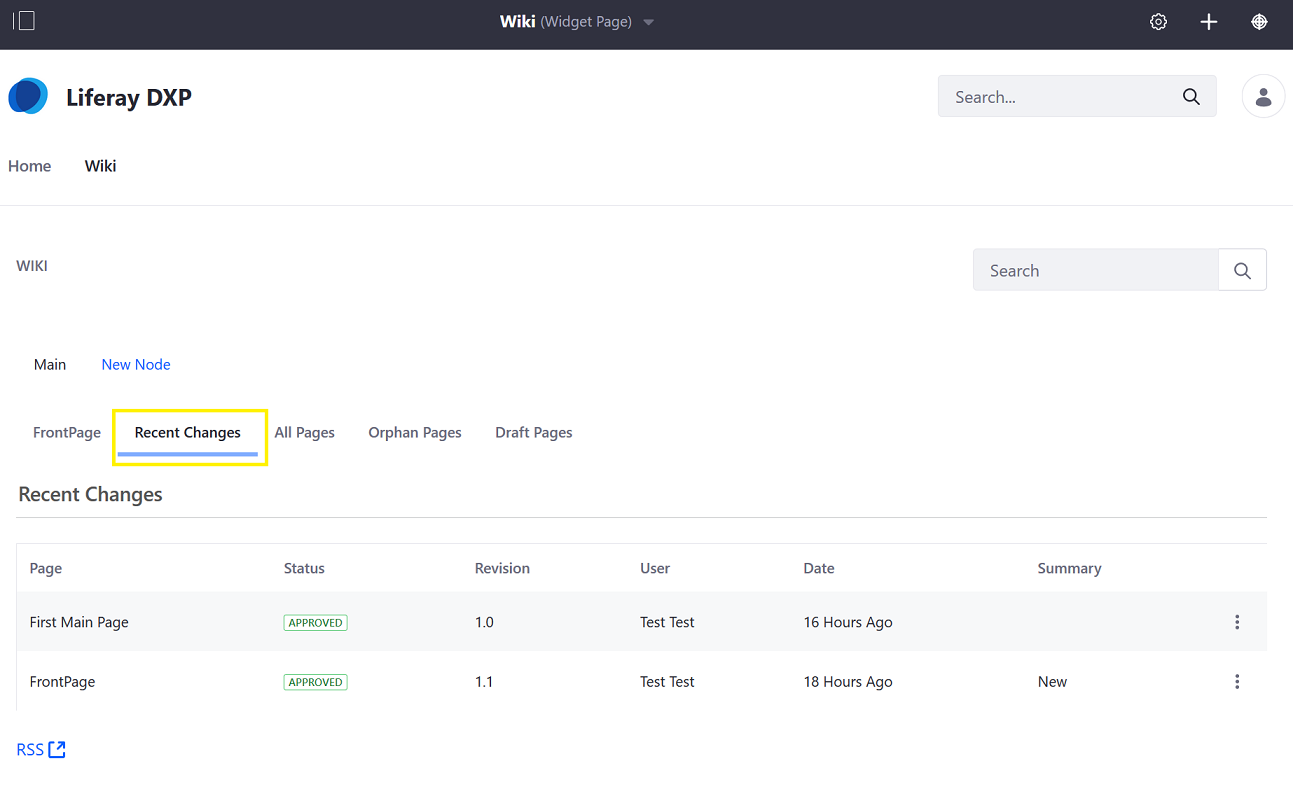 Wiki (Widget Page)
Liferay DXP
Search...
Home Wiki
WIKI
Search
Main New Node
FrontPage Recent Changes All Pages Orphan Pages Draft Pages
Recent Changes
Page Status Revision User Date Summary
First Main Page APPROVED 1.0 Test Test 16 Hours Ago
FrontPage APPROVED 1.1 Test Test 18 Hours Ago New
RSS